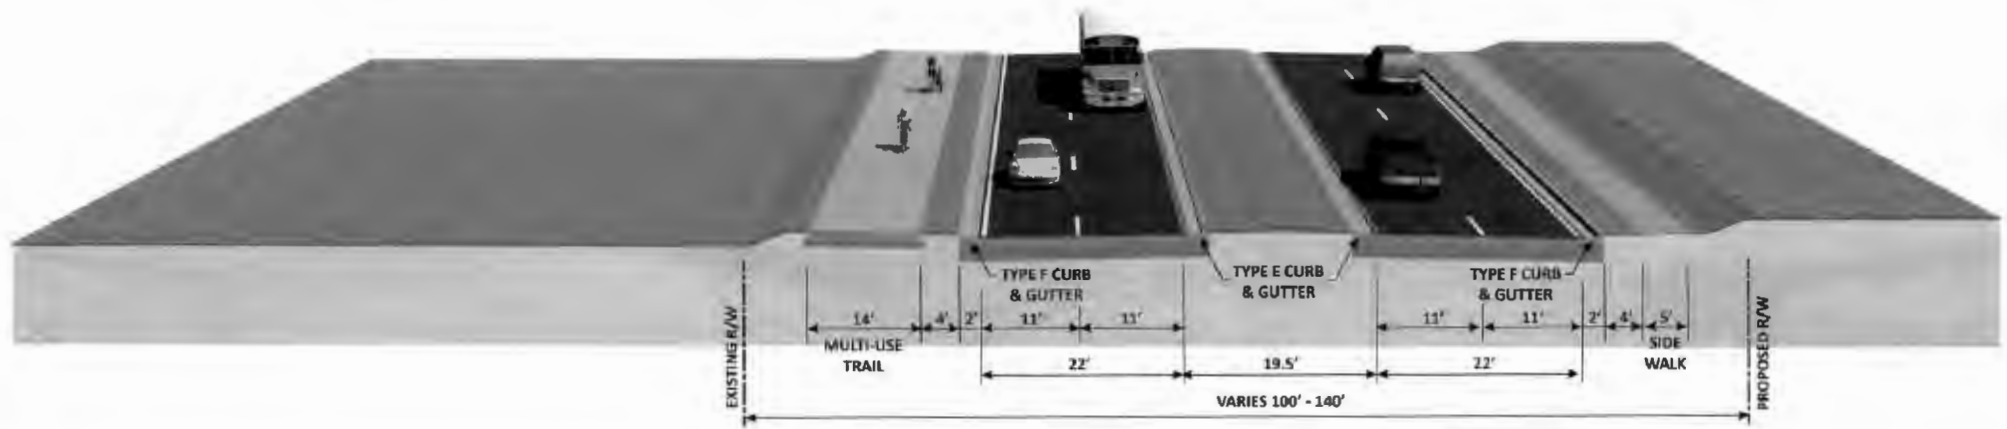 TYPE F CURB
& GUTTER
TYPE E CURB
& GUTTER
TYPE F CURB
& GUTTER
EXISTING R/W
14'
4'
2'
11'
11'
11'
11'
2'
4'
5'
PROPOSED R/W
MULTI-USE
TRAIL
SIDE
WALK
22'
19.5'
22'
VARIES 100' - 140'